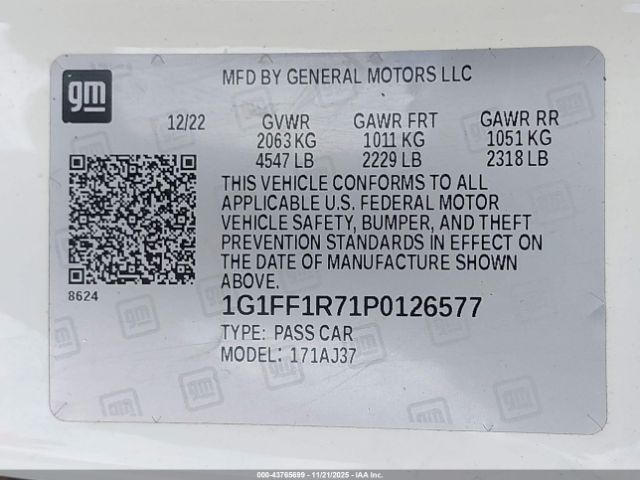 gm
MFD BY GENERAL MOTORS LLC
12/22 GVWR GAWR FRT GAWR RR
2063 KG 1011 KG 1051 KG
4547 LB 2229 LB 2318 LB
THIS VEHICLE CONFORMS TO ALL
APPLICABLE U.S. FEDERAL MOTOR
VEHICLE SAFETY, BUMPER, AND THEFT
PREVENTION STANDARDS IN EFFECT ON
THE DATE OF MANUFACTURE SHOWN
ABOVE.
8624
1G1FF1R71P0126577
TYPE: PASS CAR
MODEL: 171AJ37
000-43765699 - 11/21/2025 - IAA Inc.